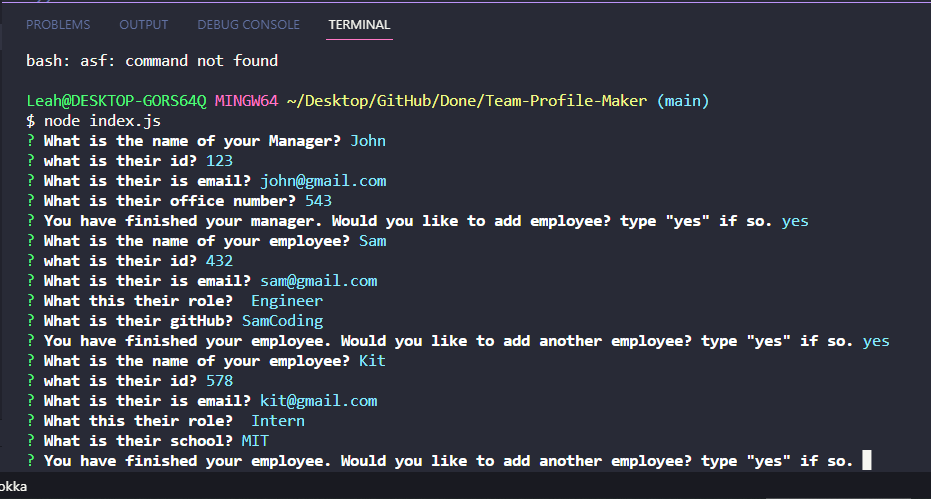 PROBLEMS OUTPUT DEBUG CONSOLE TERMINAL
bash: asf: command not found
Leah@DESKTOP-GORS64Q MINGW64 ~/Desktop/GitHub/Done/Team-Profile-Maker (main)
$ node index.js
? What is the name of your Manager? John
? what is their id? 123
? What is their is email? john@gmail.com
? What is their office number? 543
? You have finished your manager. Would you like to add employee? type "yes" if so. yes
? What is the name of your employee? Sam
? what is their id? 432
? What is their is email? sam@gmail.com
? What this their role?  Engineer
? What is their gitHub? SamCoding
? You have finished your employee. Would you like to add another employee? type "yes" if so. yes
? What is the name of your employee? Kit
? what is their id? 578
? What is their is email? kit@gmail.com
? What this their role?  Intern
? What is their school? MIT
? You have finished your employee. Would you like to add another employee? type "yes" if so.
okka